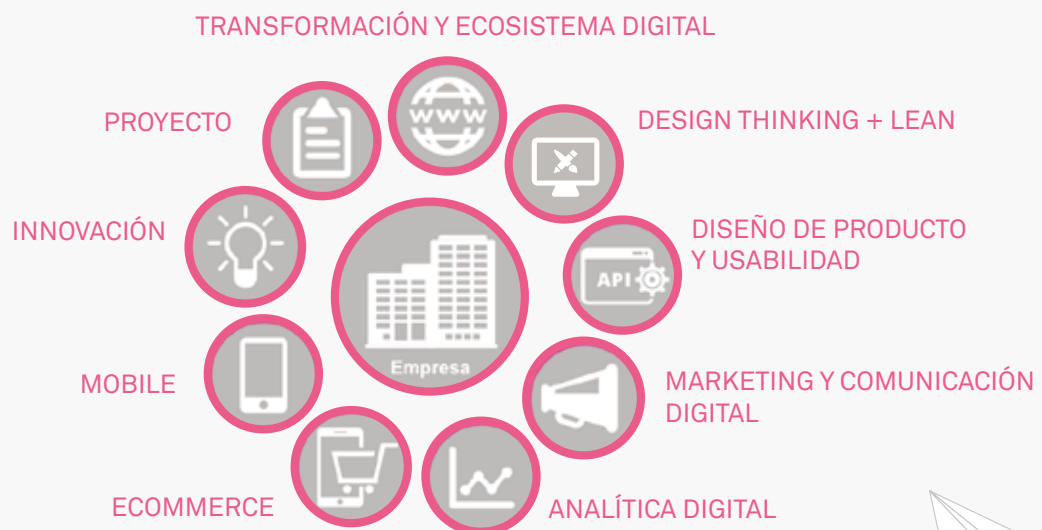 TRANSFORMACIÓN Y ECOSISTEMA DIGITAL
WWW
DESIGN THINKING + LEAN
DISEÑO DE PRODUCTO
Y USABILIDAD
API
MARKETING Y COMUNICACIÓN
DIGITAL
ANALÍTICA DIGITAL
ECOMMERCE
MOBILE
INNOVACIÓN
PROYECTO
Empresa